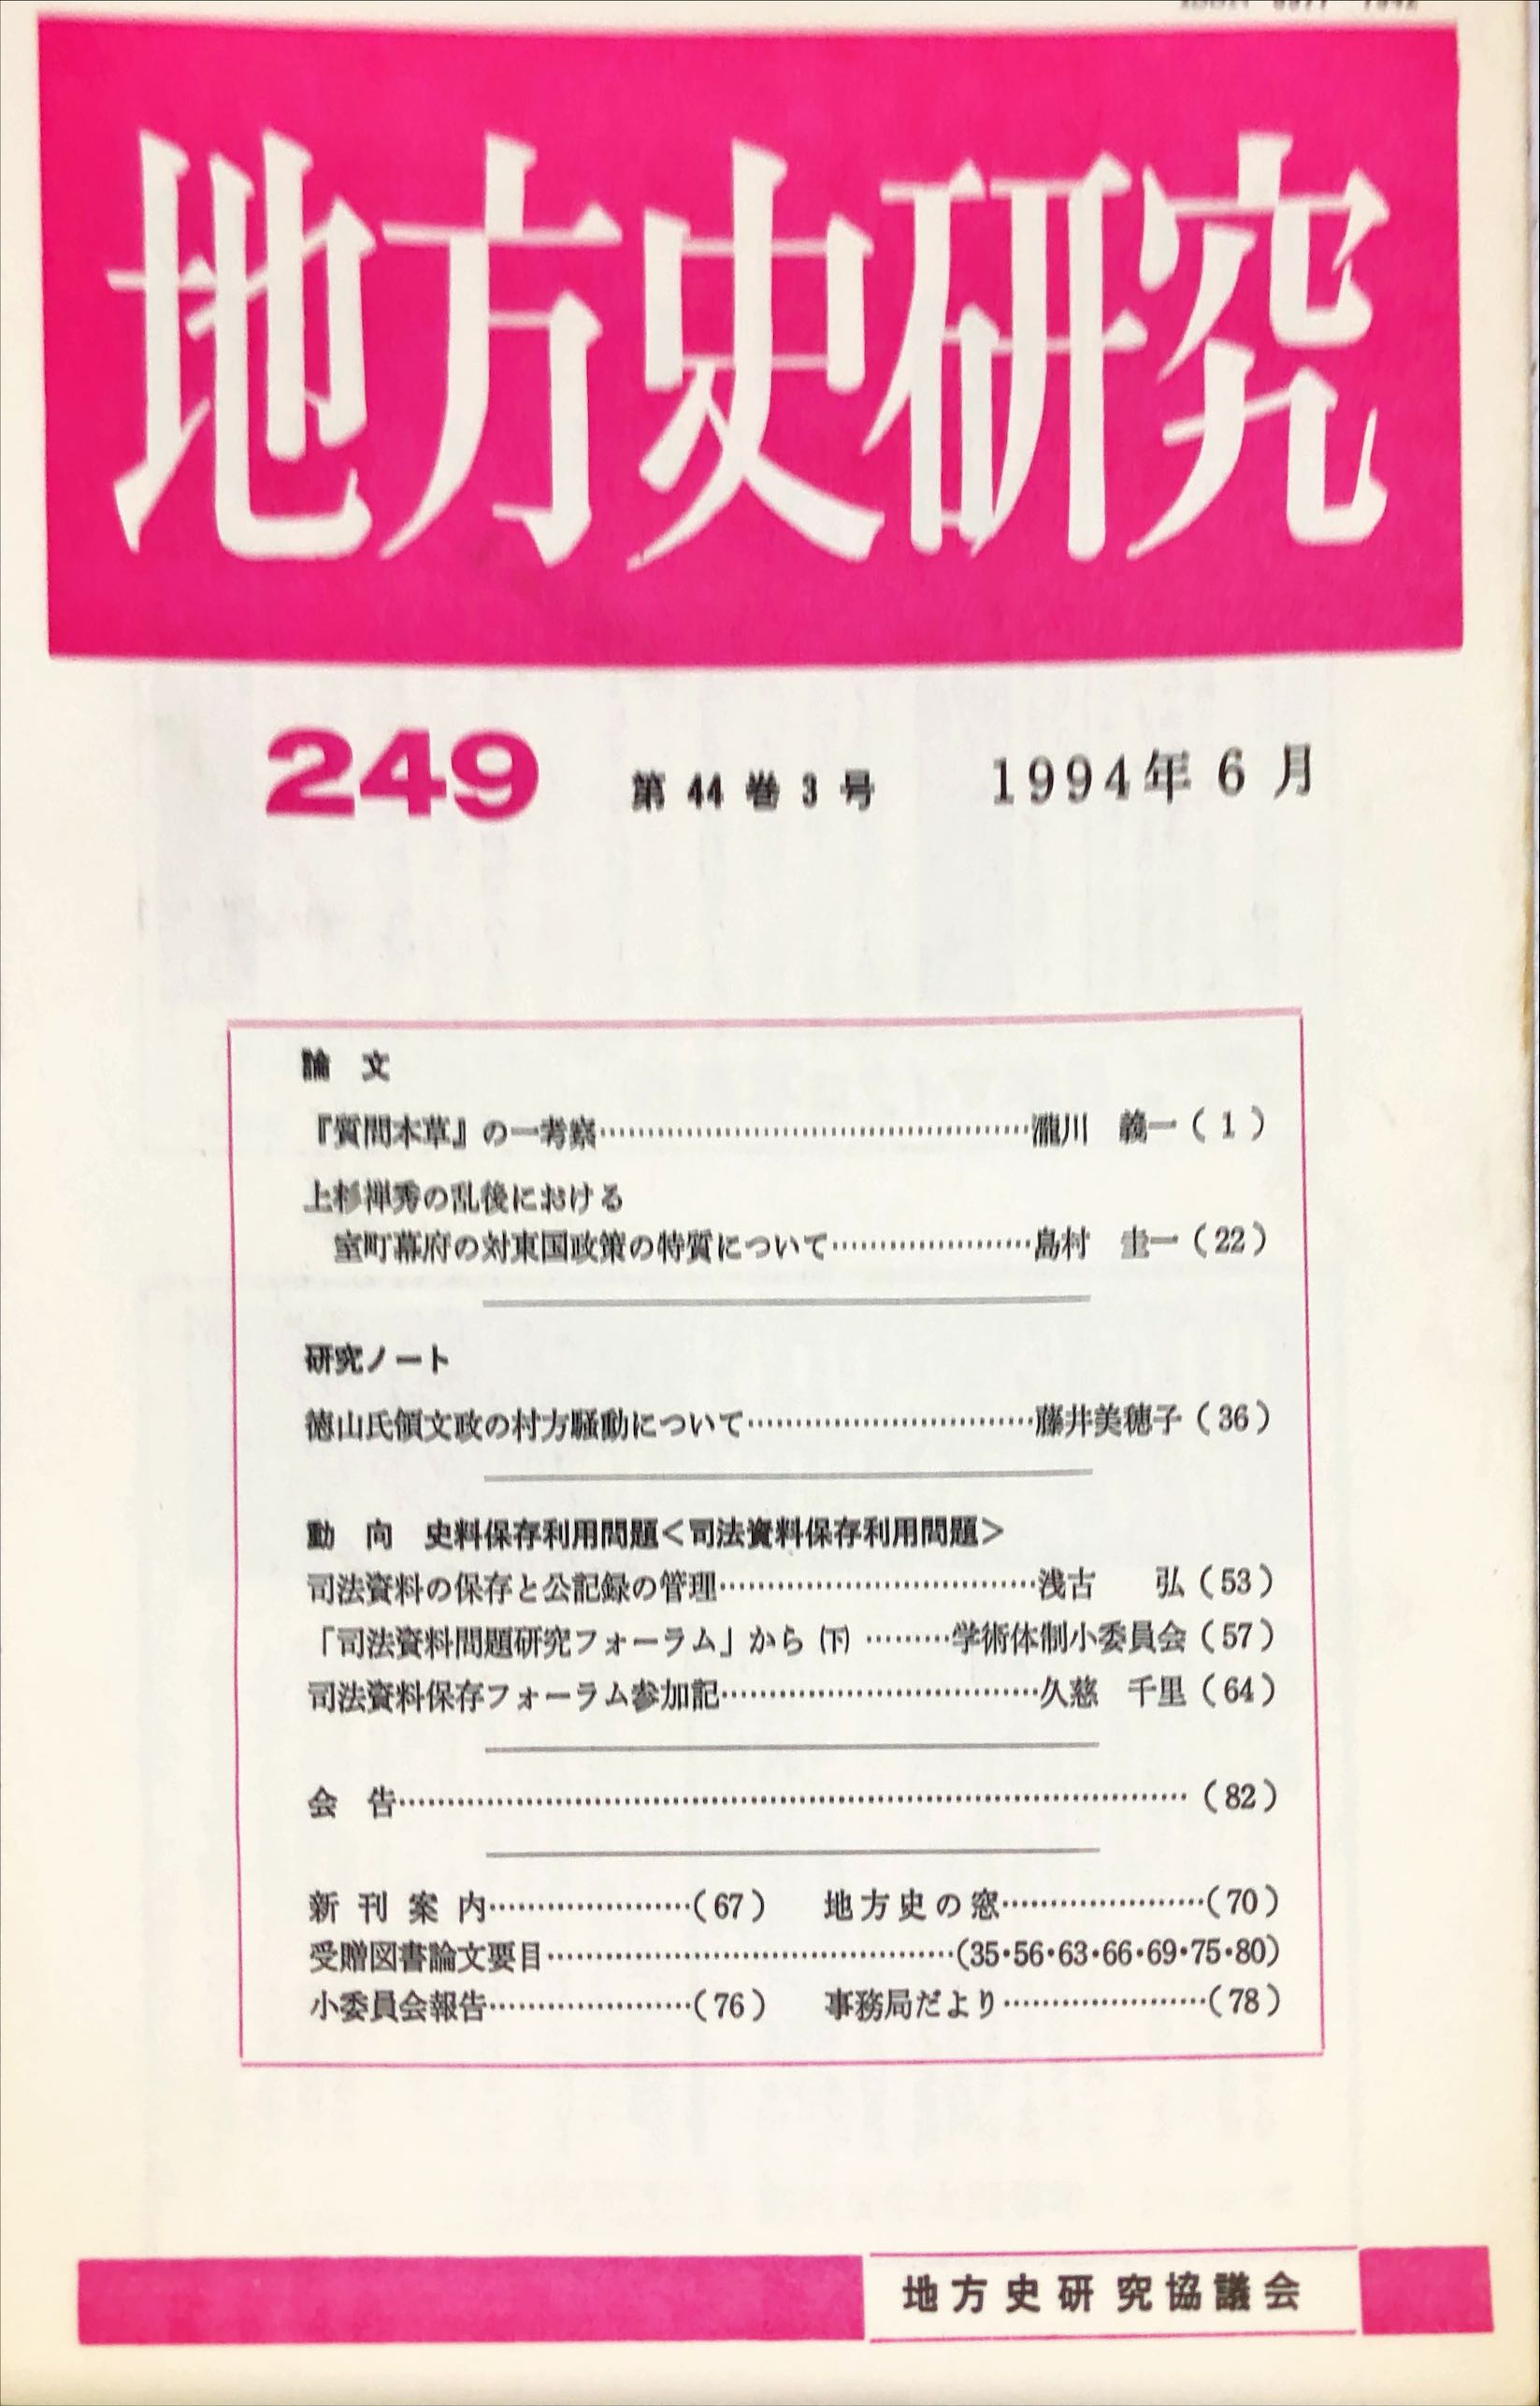 地方史研究
249 第44巻3号 1994年6月
論 文
『質問本草』の一考察……………………………………瀧川 義一(1)
上杉禅秀の乱後における
室町幕府の対東国政策の特質について…………………島村 圭一(22)
研究ノート
徳山氏領文政の村方騒動について…………………………藤井美穂子(36)
動 向 史料保存利用問題<司法資料保存利用問題>
司法資料の保存と公記録の管理……………………………浅古 弘(53)
「司法資料問題研究フォーラム」から(下)………学術体制小委員会(57)
司法資料保存フォーラム参加記……………………………久慈 千里(64)
会 告……………………………………………………………………(82)
新刊案内…………………(67) 地方史の窓…………………(70)
受贈図書論文要目……………………………………(35・56・63・66・69・75・80)
小委員会報告…………………(76) 事務局だより…………………(78)
地方史研究協議会